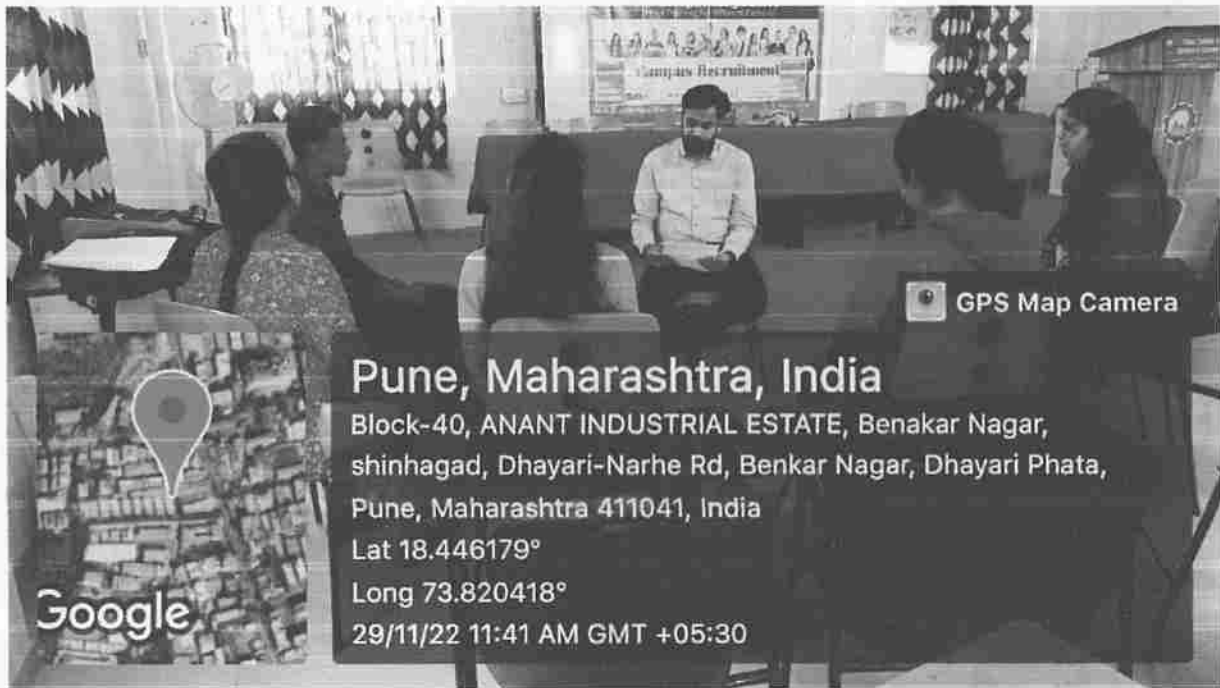 Campus Recruitment
GPS Map Camera
Pune, Maharashtra, India
Block-40, ANANT INDUSTRIAL ESTATE, Benakar Nagar,
shinhagad, Dhayari-Narhe Rd, Benkar Nagar, Dhayari Phata,
Pune, Maharashtra 411041, India
Lat 18.446179°
Long 73.820418°
29/11/22 11:41 AM GMT +05:30
Google